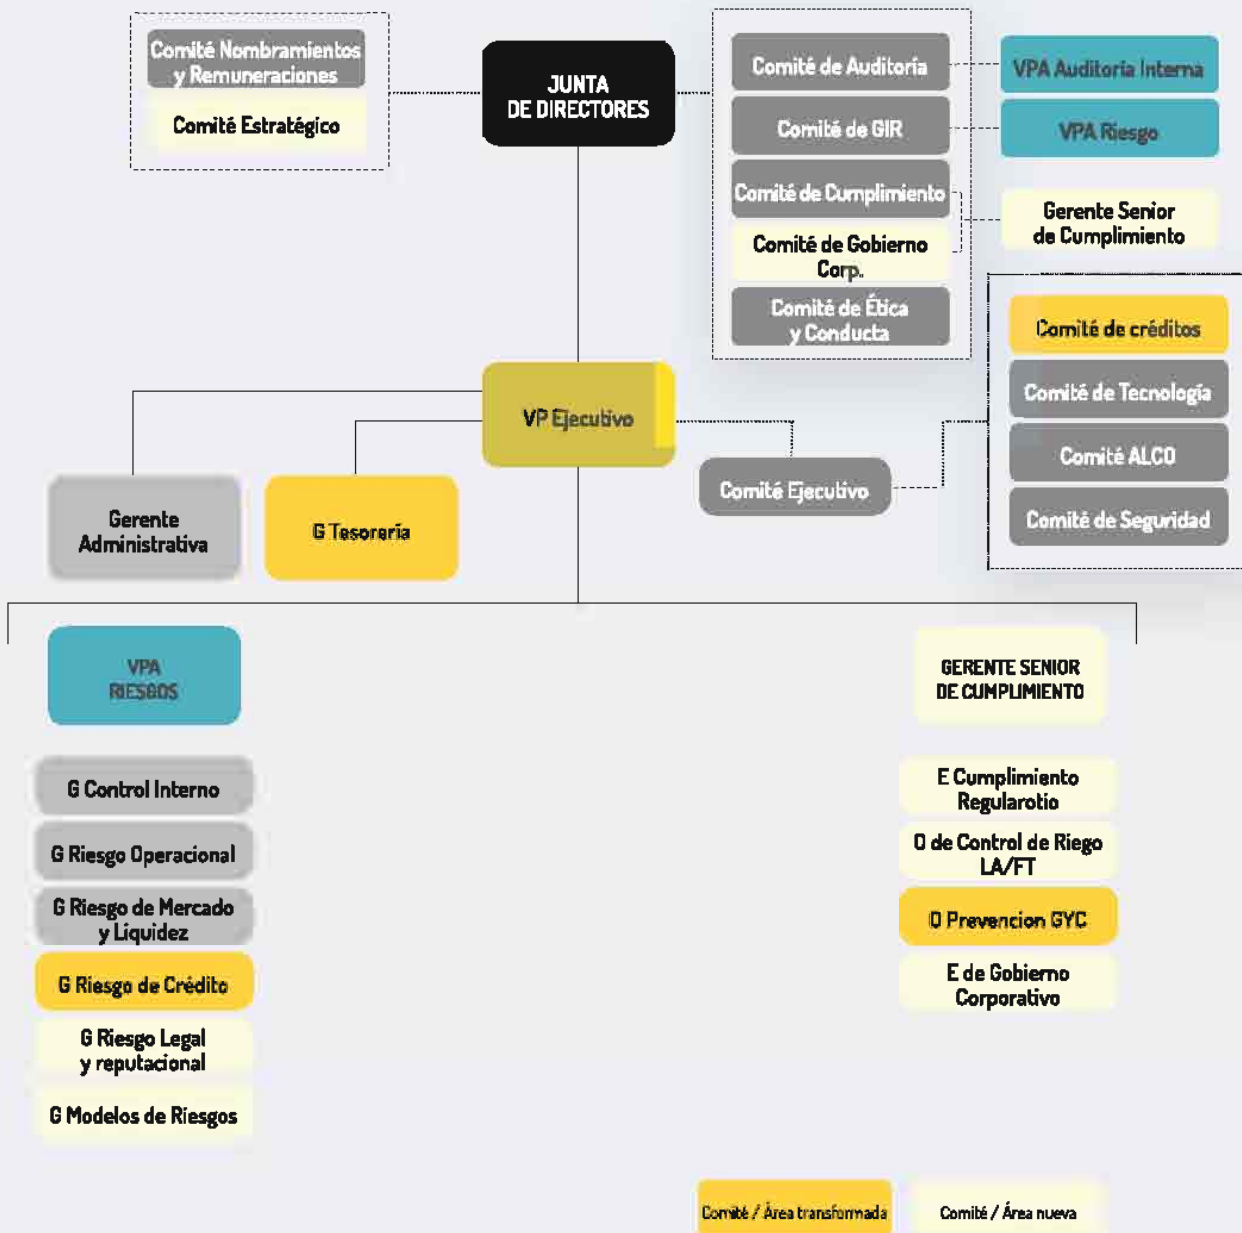 Comité Nombramientos
y Remuneraciones
Comité Estratégico
JUNTA
DE DIRECTORES
Comité de Auditoría
Comité de GIR
Comité de Cumplimiento
Comité de Gobierno
Corp.
Comité de Ética
y Conducta
VPA Auditoría Interna
VPA Riesgo
Gerente Senior
de Cumplimiento
Comité de créditos
Comité de Tecnología
Comité ALCO
Comité de Seguridad
VP Ejecutivo
Comité Ejecutivo
Gerente
Administrativa
G Tesorería
VPA
RIESGOS
G Control Interno
G Riesgo Operacional
G Riesgo de Mercado
y Líquidez
G Riesgo de Crédito
G Riesgo Legal
y reputacional
G Modelos de Riesgos
GERENTE SENIOR
DE CUMPLIMIENTO
E Cumplimiento
Regularotio
O de Control de Riego
LA/FT
O Prevencion GYC
E de Gobierno
Corporativo
Comité / Área transformada
Comité / Área nueva